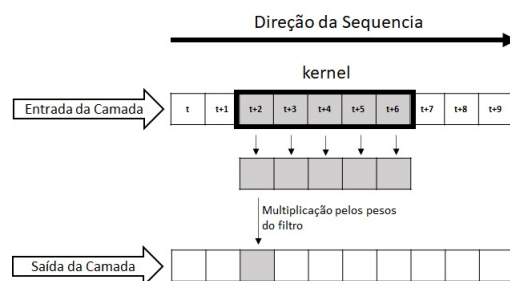 Direção da Sequencia
kernel
Entrada da Camada
t t+1 t+2 t+3 t+4 t+5 t+6 t+7 t+8 t+9
Multiplicação pelos pesos
do filtro
Saída da Camada